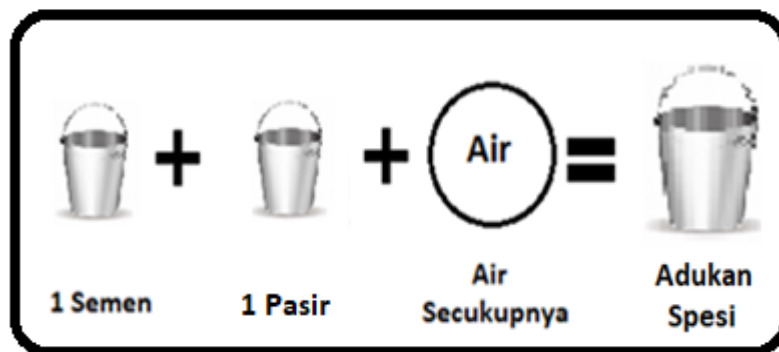 + + Air =
1 Semen
1 Pasir
Air
Secukupnya
Adukan
Spesi